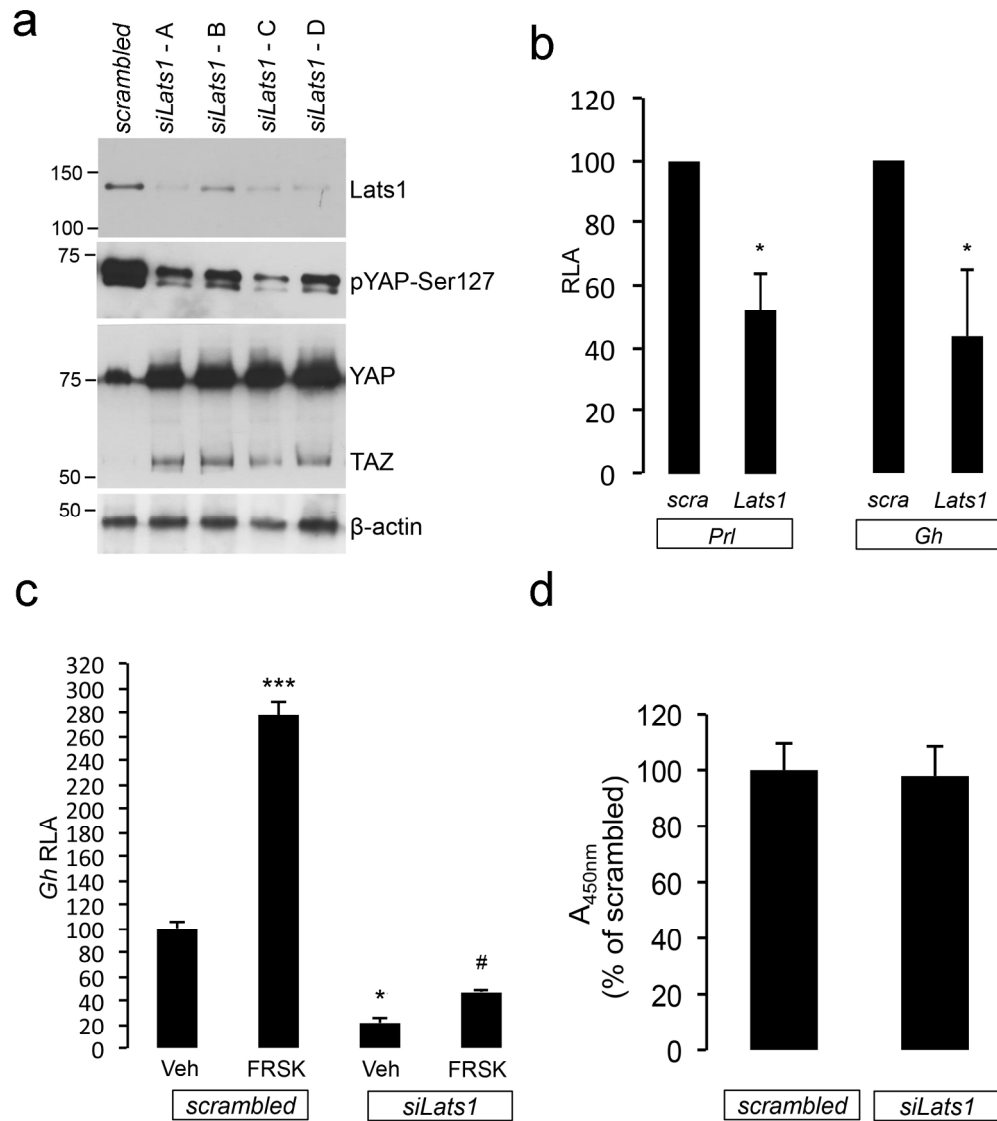 a
scrambled
siLats1 - A
siLats1 - B
siLats1 - C
siLats1 - D
150
100
Lats1
75
pYAP-Ser127
75
50
YAP
TAZ
50
β-actin
b
RLA
120
100
80
60
40
20
0
*
*
scra Lats1 scra Lats1
Prl Gh
c
Gh RLA
320
300
280
260
240
220
200
180
160
140
120
100
80
60
40
20
0
***
*
#
Veh FRSK Veh FRSK
scrambled siLats1
d
A450nm
(% of scrambled)
120
100
80
60
40
20
0
scrambled siLats1